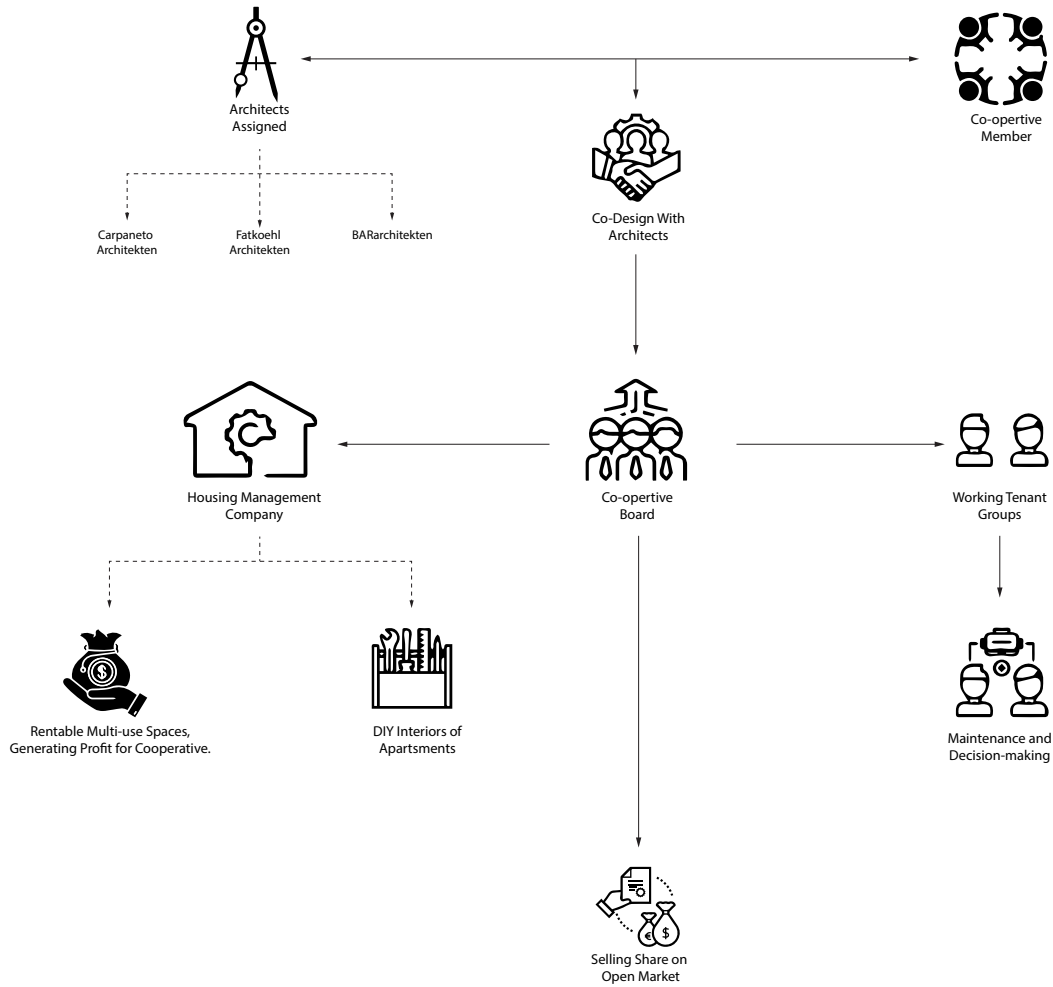 Architects
Assigned
Co-opertive
Member
Co-Design With
Architects
Carpaneto
Architekten
Fatkoehl
Architekten
BARarchitekten
Housing Management
Company
Co-opertive
Board
Working Tenant
Groups
$
Rentable Multi-use Spaces,
Generating Profit for Cooperative.
DIY Interiors of
Apartsments
Maintenance and
Decision-making
€ $
Selling Share on
Open Market